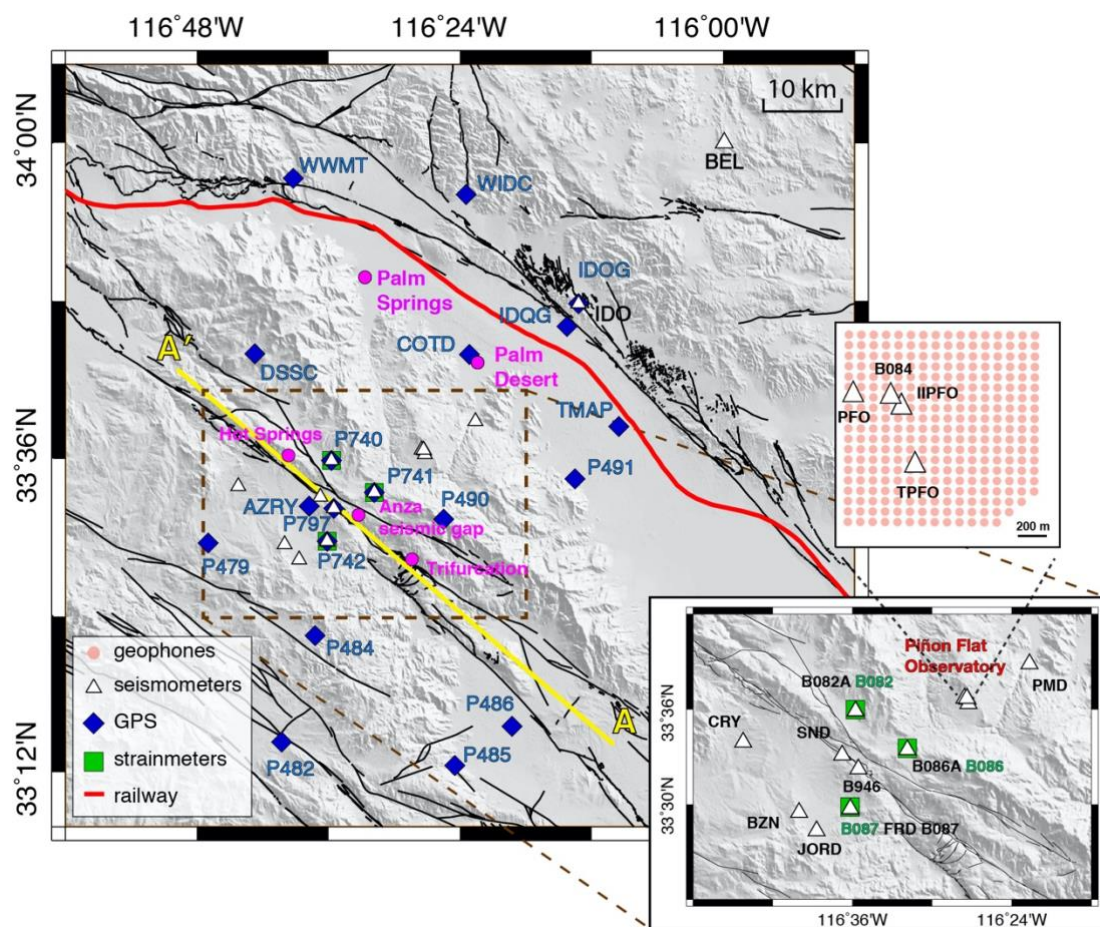 116°48'W
116°24'W
116°00'W
34°00'N
33°36'N
33°12'N
10 km
BEL
WWMT
WIDC
IDOG
IDO
IDQG
Palm
Springs
COTD
Palm
Desert
DSSC
A'
TMAP
Hot Springs
P740
P741
P491
AZRY
P797
P490
Anza
seismic gap
P479
P742
Trifurcation
P484
P486
A
P482
P485
geophones
seismometers
GPS
strainmeters
railway
B084
IIPFO
PFO
TPFO
200 m
Piñon Flat
Observatory
B082A B082
PMD
CRY
SND
B086A B086
B946
BZN
B087 FRD B087
JORD
33°36'N
33°30'N
116°36'W
116°24'W